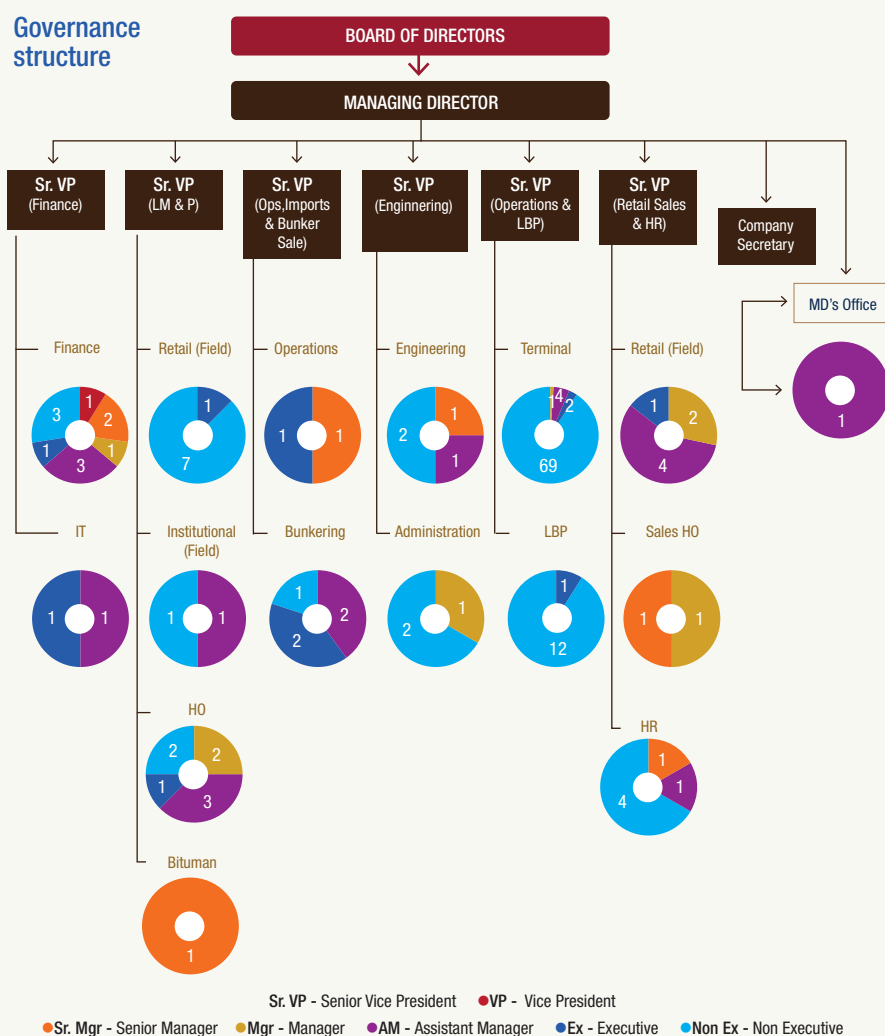 Governance
structure
BOARD OF DIRECTORS
MANAGING DIRECTOR
Sr. VP
(Finance)
Sr. VP
(LM & P)
Sr. VP
(Ops,Imports
& Bunker
Sale)
Sr. VP
(Enginnering)
Sr. VP
(Operations &
LBP)
Sr. VP
(Retail Sales
& HR)
Company
Secretary
MD's Office
1
Finance
1
2
1
3
1
3
Retail (Field)
1
7
Operations
1
1
Engineering
1
1
2
Terminal
1
4
2
69
Retail (Field)
2
4
1
IT
1
1
Institutional
(Field)
1
1
Bunkering
1
2
2
Administration
1
2
LBP
1
12
Sales HO
1
1
HO
2
2
1
3
HR
1
1
4
Bituman
1
Sr. VP - Senior Vice President VP - Vice President
Sr. Mgr - Senior Manager Mgr - Manager AM - Assistant Manager Ex - Executive Non Ex - Non Executive